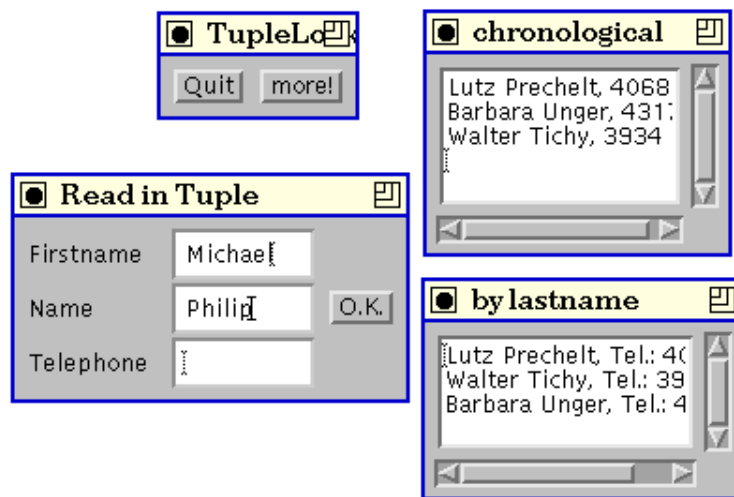 TupleLo
Quit more!
chronological
Lutz Prechelt, 4068
Barbara Unger, 431
Walter Tichy, 3934
Read in Tuple
Firstname Michael
Name Philip O.K.
Telephone
by lastname
Lutz Prechelt, Tel.: 4
Walter Tichy, Tel.: 39
Barbara Unger, Tel.: 4